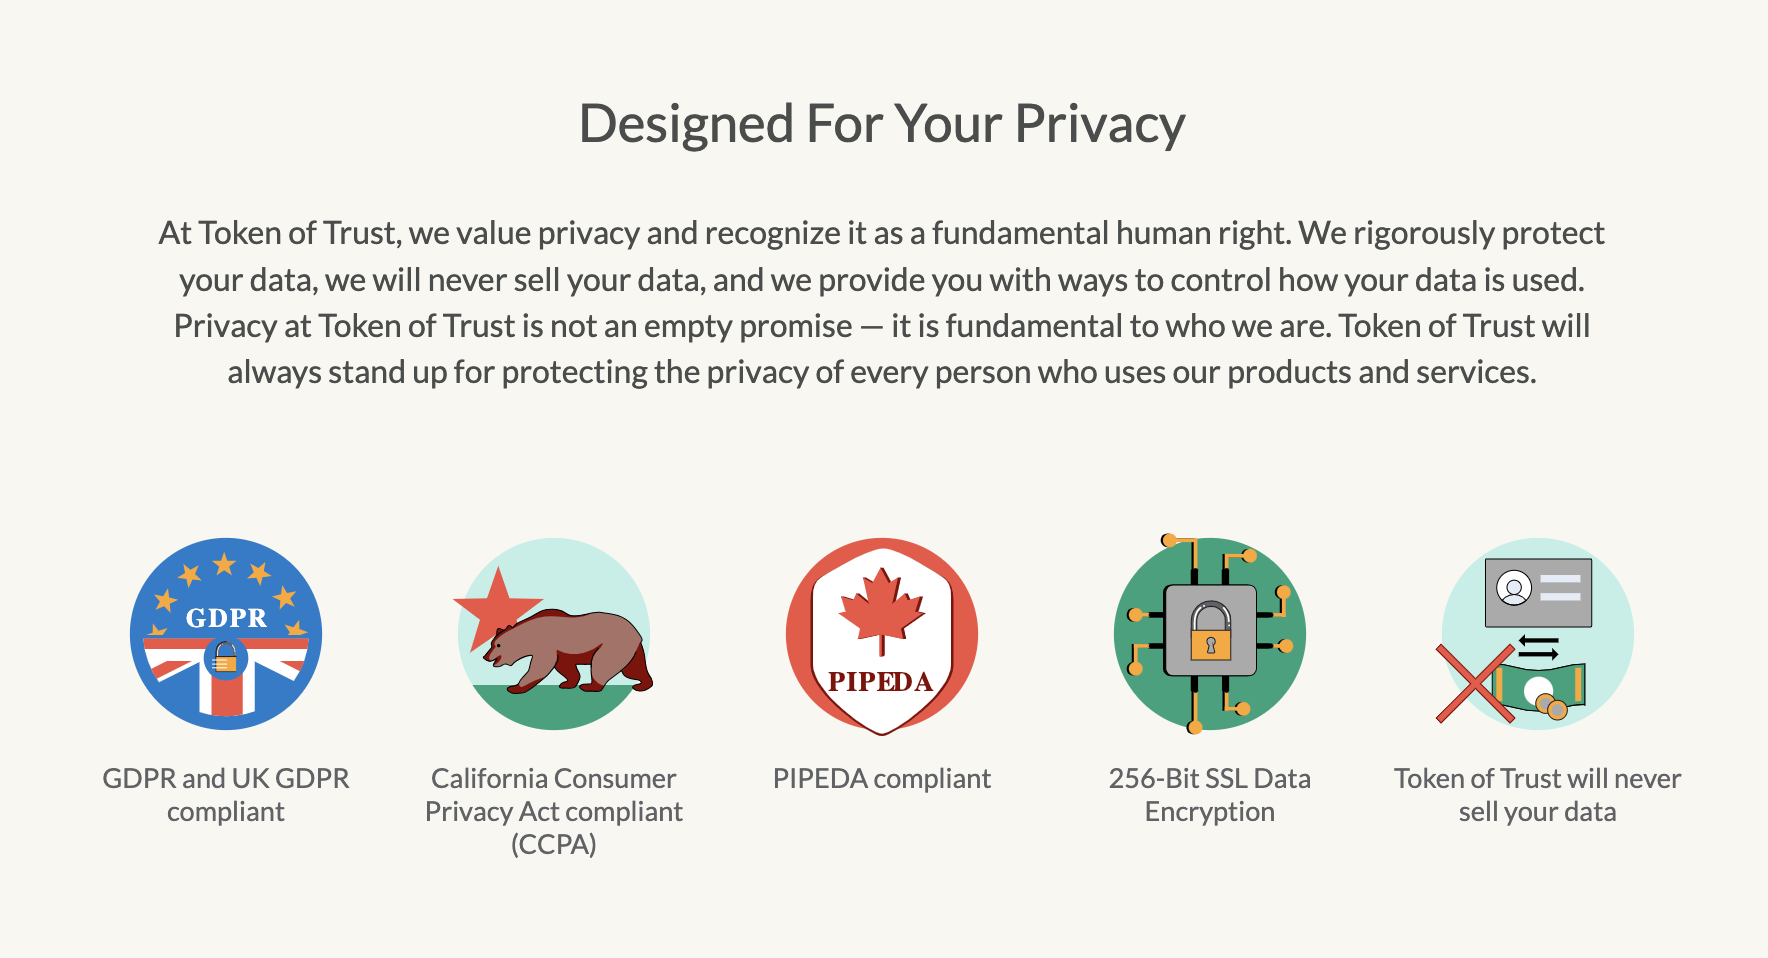 Designed For Your Privacy
At Token of Trust, we value privacy and recognize it as a fundamental human right. We rigorously protect
your data, we will never sell your data, and we provide you with ways to control how your data is used.
Privacy at Token of Trust is not an empty promise — it is fundamental to who we are. Token of Trust will
always stand up for protecting the privacy of every person who uses our products and services.
GDPR
GDPR and UK GDPR
compliant
California Consumer
Privacy Act compliant
(CCPA)
PIPEDA
PIPEDA compliant
256-Bit SSL Data
Encryption
Token of Trust will never
sell your data